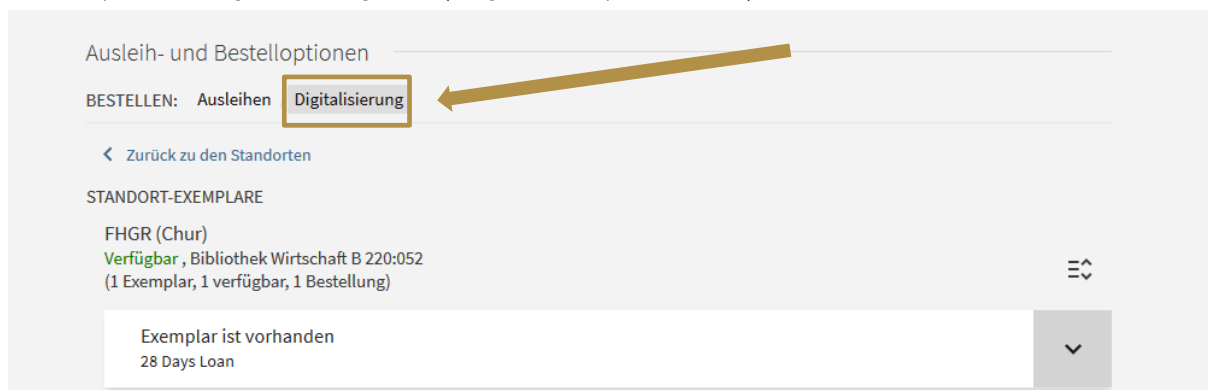 Ausleih- und Bestelloptionen
BESTELLEN: Ausleihen Digitalisierung
Zurück zu den Standorten
STANDORT-EXEMPLARE
FHGR (Chur)
Verfügbar , Bibliothek Wirtschaft B 220:052
(1 Exemplar, 1 verfügbar, 1 Bestellung)
Exemplar ist vorhanden
28 Days Loan